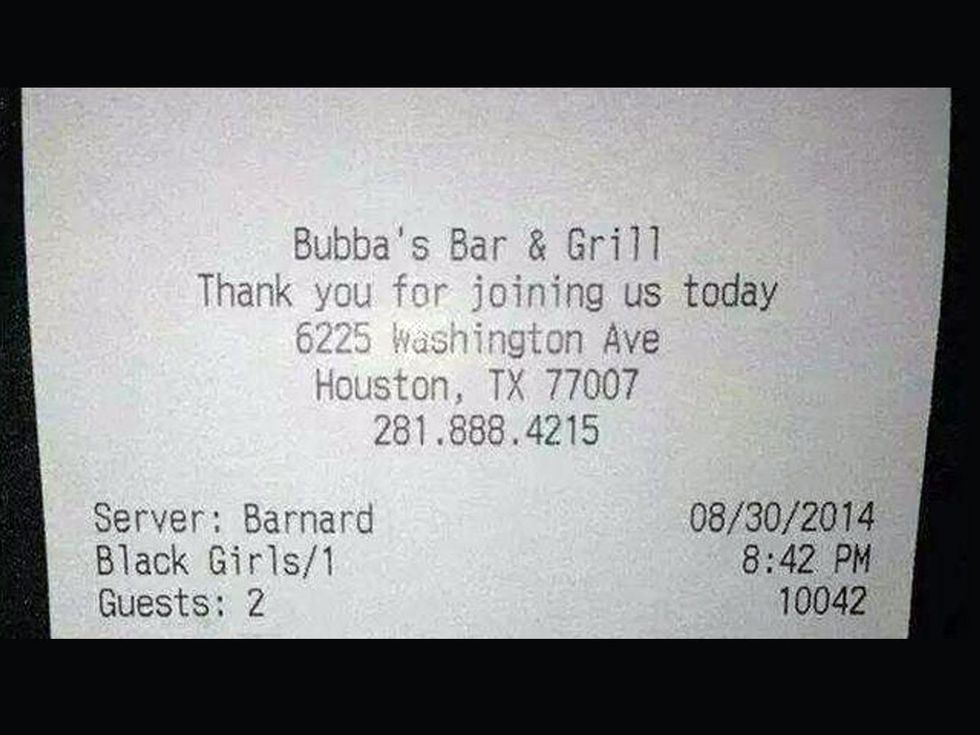 Bubba's Bar & Grill
Thank you for joining us today
6225 Washington Ave
Houston, TX 77007
281.888.4215
Server: Barnard 08/30/2014
Black Girls/1 8:42 PM
Guests: 2 10042